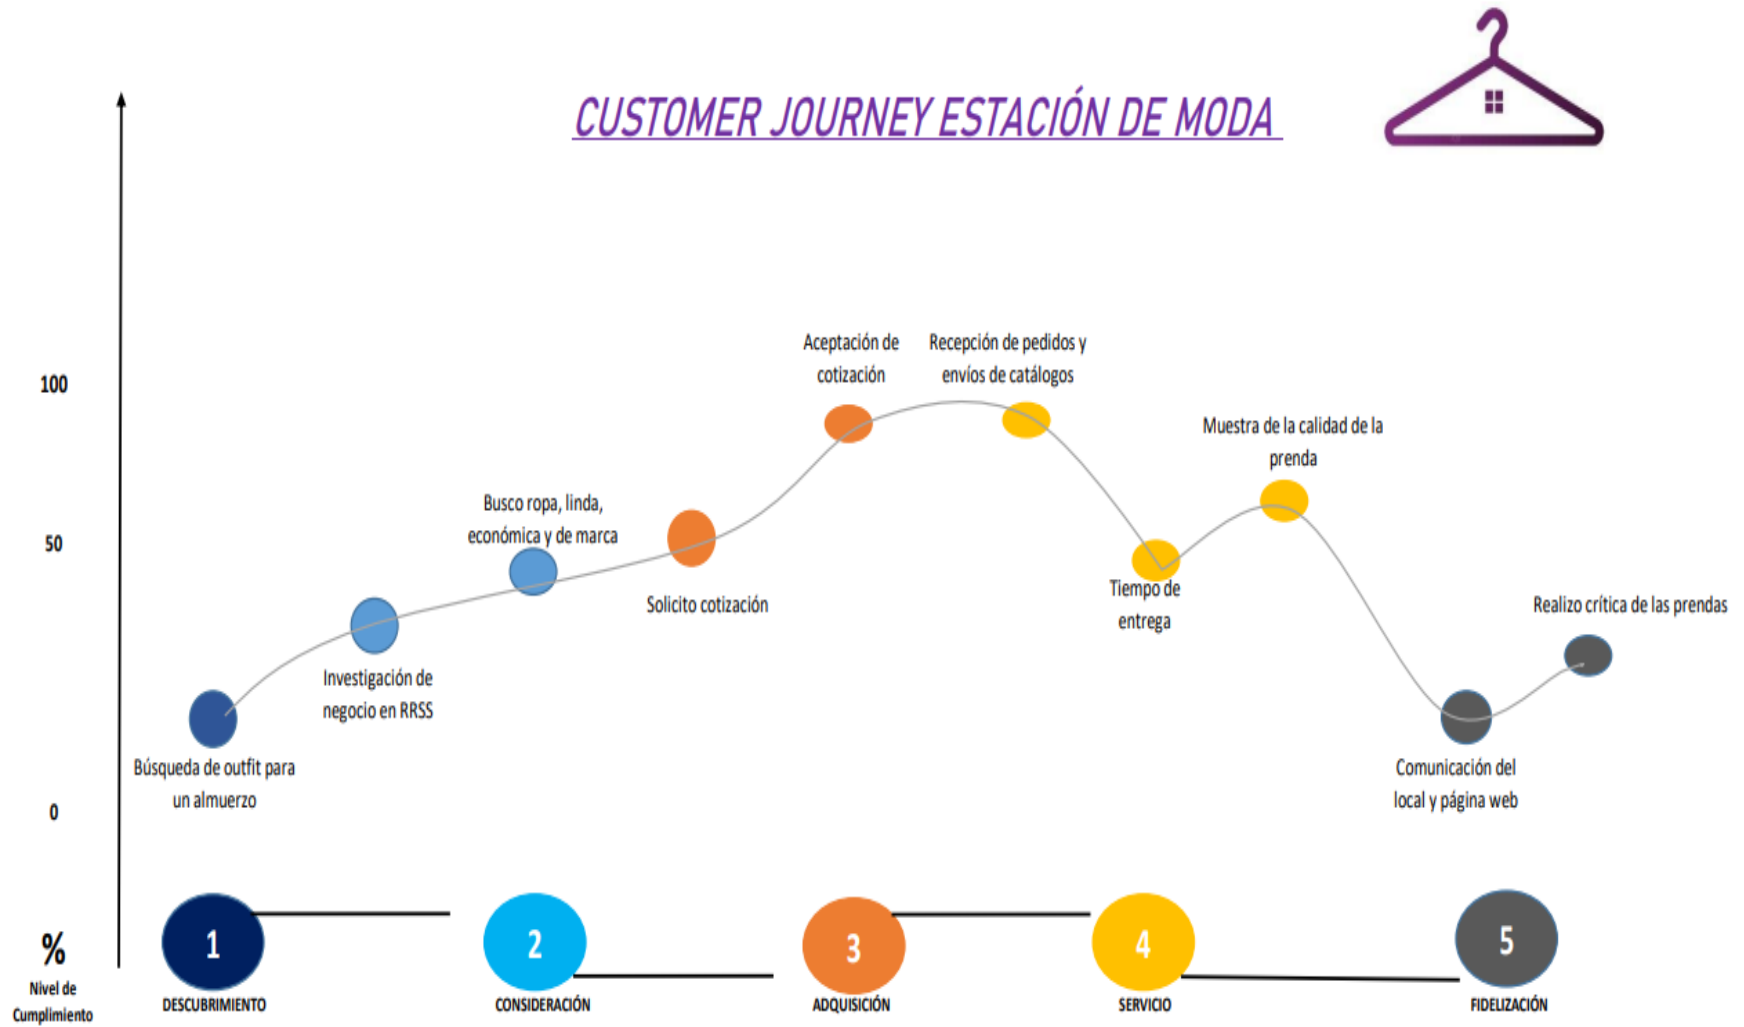 CUSTOMER JOURNEY ESTACIÓN DE MODA
Aceptación de
cotización
Recepción de pedidos y
envíos de catálogos
100
Muestra de la calidad de la
prenda
Busco ropa, linda,
económica y de marca
50
Solicito cotización
Tiempo de
entrega
Realizo crítica de las prendas
Investigación de
negocio en RRSS
Búsqueda de outfit para
un almuerzo
Comunicación del
local y página web
0
%
Nivel de
Cumplimiento
1
DESCUBRIMIENTO
2
CONSIDERACIÓN
3
ADQUISICIÓN
4
SERVICIO
5
FIDELIZACIÓN